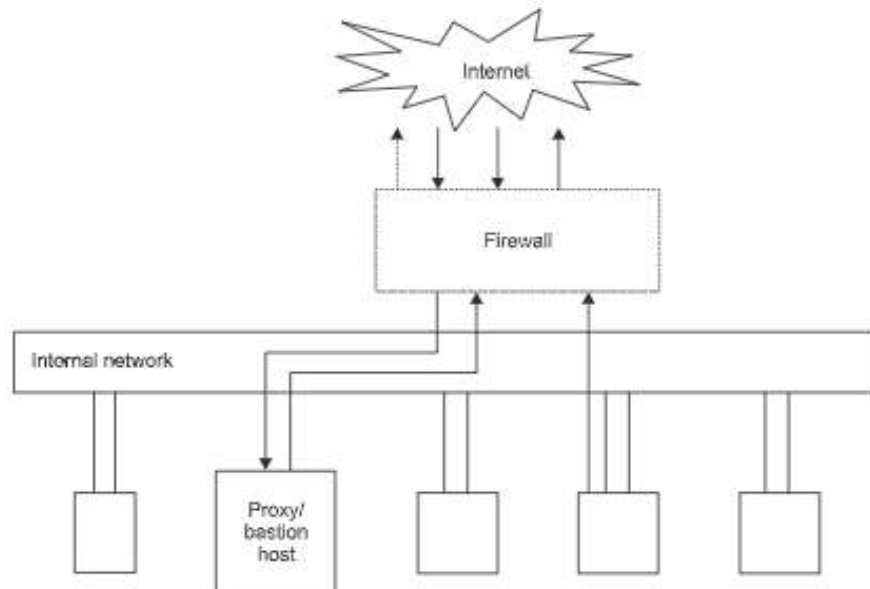 Internet
Firewall
Internal network
Proxy/
bastion
host